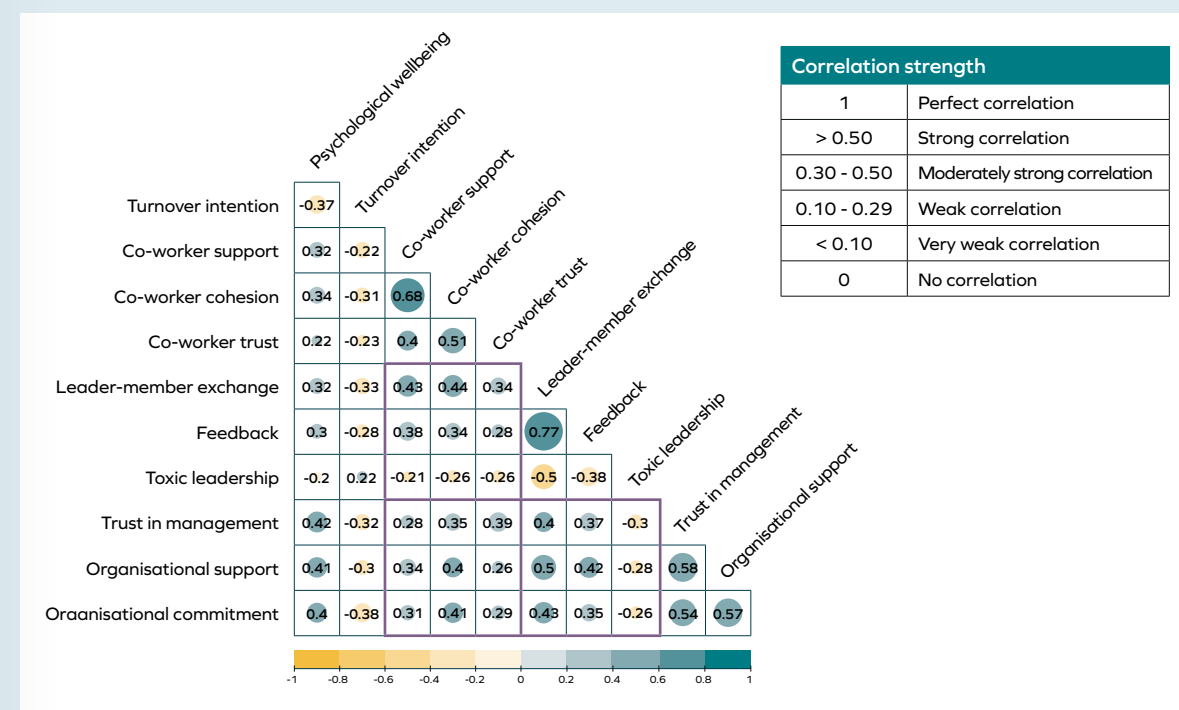 Psychological wellbeing
Turnover intention
Co-worker support
Co-worker cohesion
Co-worker trust
Leader-member exchange
Feedback
Toxic leadership
Trust in management
Organisational support
Turnover intention -0.37
Co-worker support 0.32 -0.22
Co-worker cohesion 0.34 -0.31 0.68
Co-worker trust 0.22 -0.23 0.4 0.51
Leader-member exchange 0.32 -0.33 0.43 0.44 0.34
Feedback 0.3 -0.28 0.38 0.34 0.28 0.77
Toxic leadership -0.2 0.22 -0.21 -0.26 -0.26 -0.5 -0.38
Trust in management 0.42 -0.32 0.28 0.35 0.39 0.4 0.37 -0.3
Organisational support 0.41 -0.3 0.34 0.4 0.26 0.5 0.42 -0.28 0.58
Oraanisational commitment 0.4 -0.38 0.31 0.41 0.29 0.43 0.35 -0.26 0.54 0.57
-1 -0.8 -0.6 -0.4 -0.2 0 0.2 0.4 0.6 0.8 1
Correlation strength
1 Perfect correlation
> 0.50 Strong correlation
0.30 - 0.50 Moderately strong correlation
0.10 - 0.29 Weak correlation
< 0.10 Very weak correlation
0 No correlation